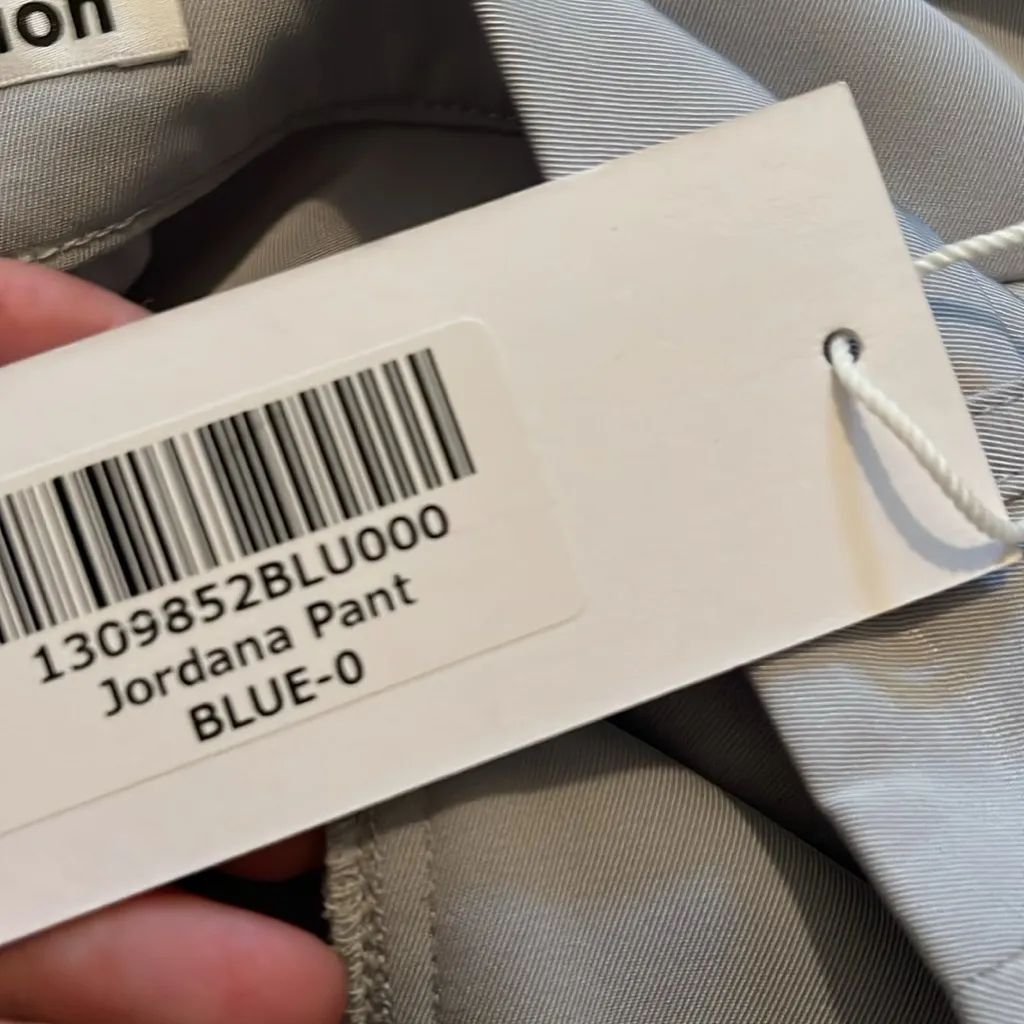 ion
1309852BLU000
Jordana Pant
BLUE-0